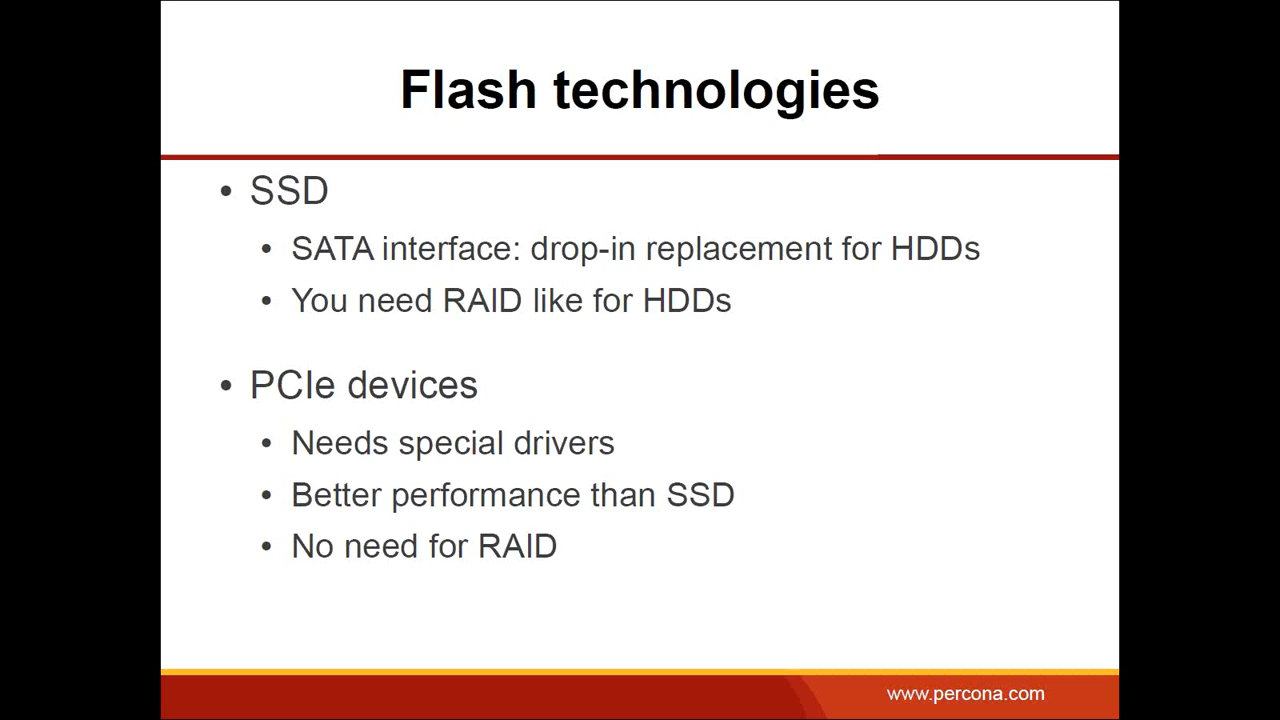 Flash technologies
• SSD
• SATA interface: drop-in replacement for HDDs
• You need RAID like for HDDs
• PCIe devices
• Needs special drivers
• Better performance than SSD
• No need for RAID
www.percona.com